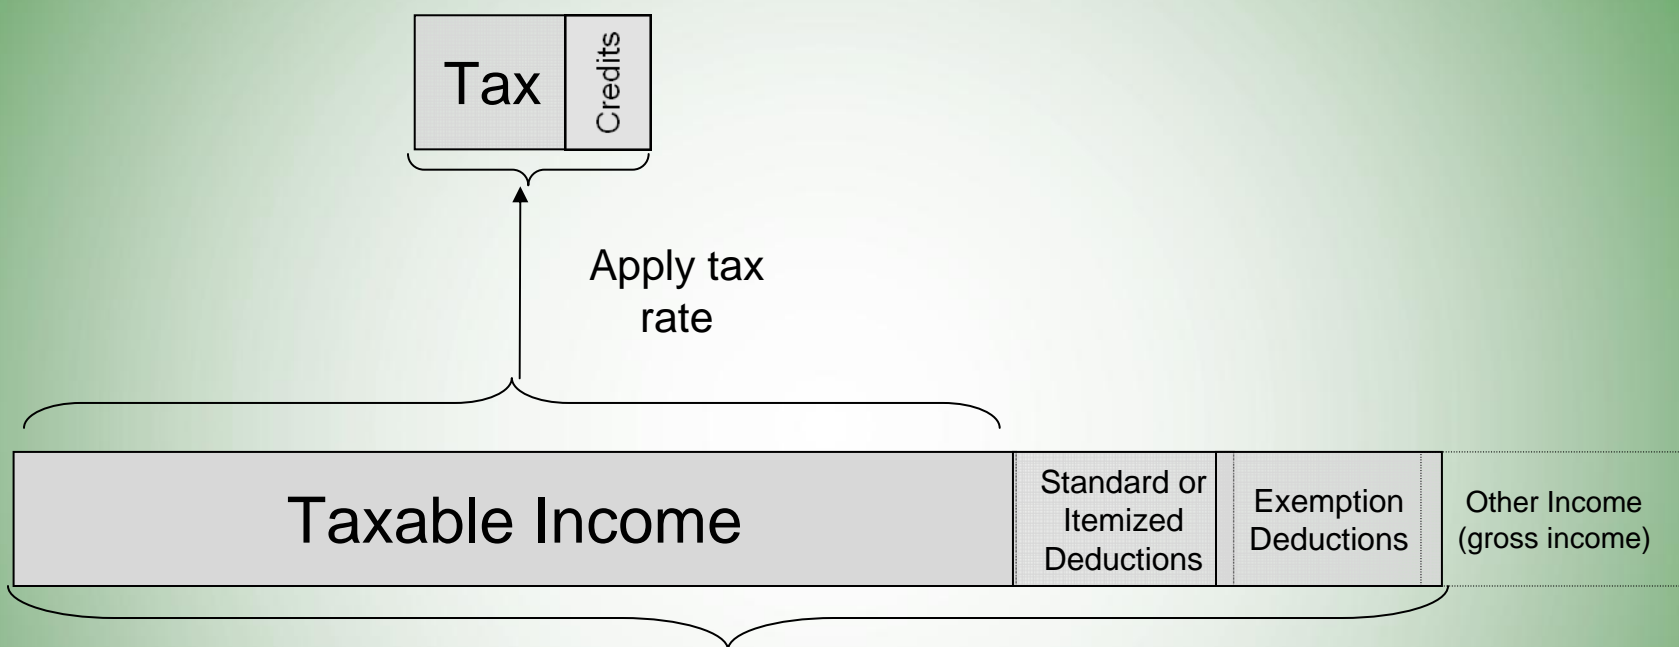 Tax
Credits
Apply tax
rate
Taxable Income
Standard or
Itemized
Deductions
Exemption
Deductions
Other Income
(gross income)